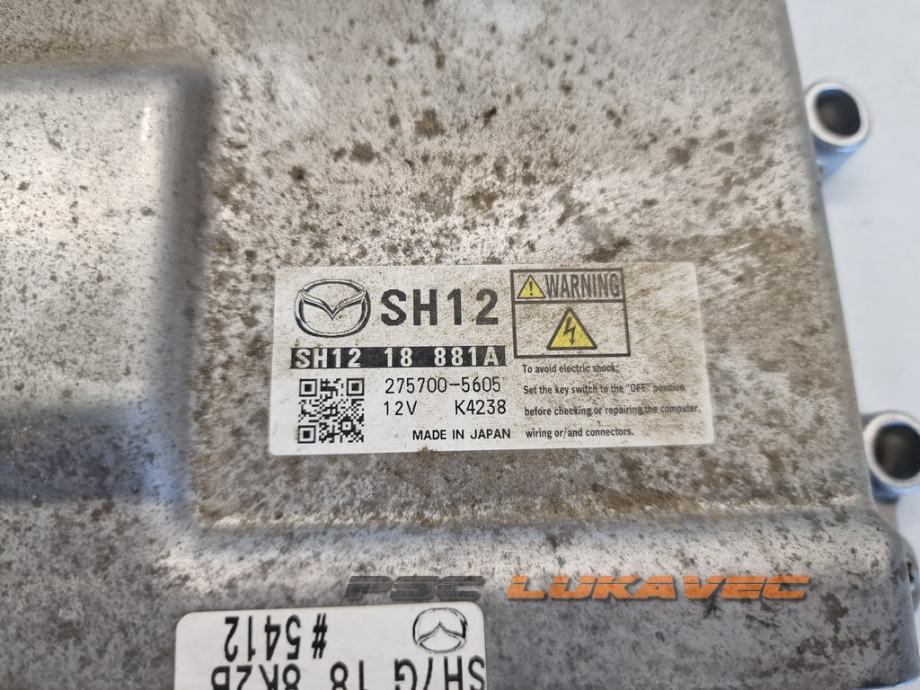 SH12
WARNING
SH12 18 881A
275700-5605
12V K4238
MADE IN JAPAN
To avoid electric shock;
Set the key switch to the "OFF" position
before checking or repairing the computer,
wiring or/and connectors.
PSC LUKAVEC
#5412
18 8K2B